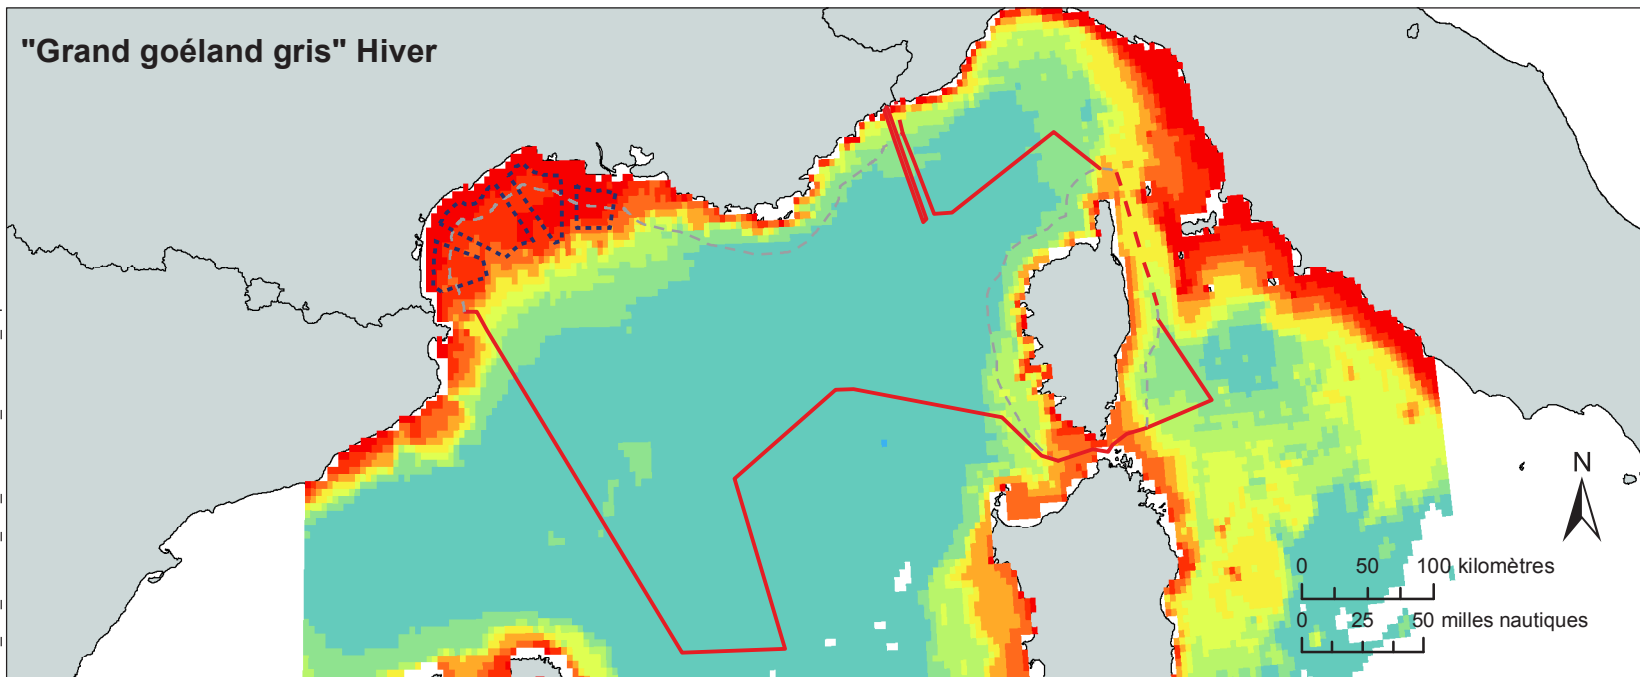 "Grand goéland gris" Hiver
N
0 50 100 kilomètres
0 25 50 milles nautiques